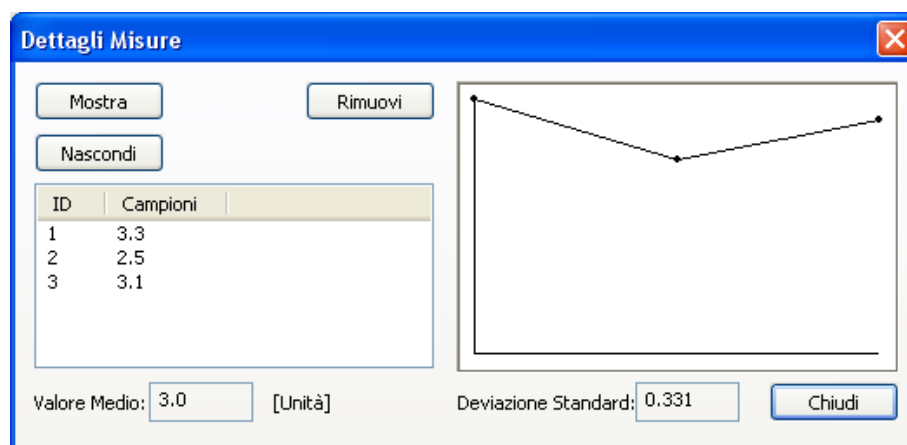 Dettagli Misure
Mostra
Rimuovi
Nascondi
ID Campioni
1 3.3
2 2.5
3 3.1
Valore Medio: 3.0 [Unità] Deviazione Standard: 0.331 Chiudi